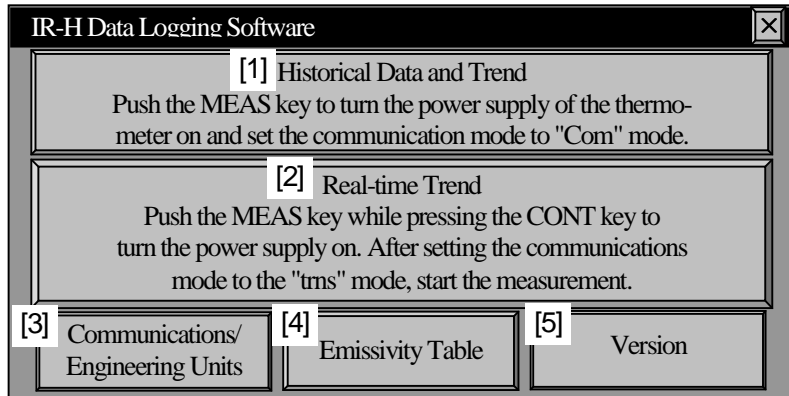 IR-H Data Logging Software
[1] Historical Data and Trend
Push the MEAS key to turn the power supply of the thermo-
meter on and set the communication mode to "Com" mode.
[2] Real-time Trend
Push the MEAS key while pressing the CONT key to
turn the power supply on. After setting the communications
mode to the "trns" mode, start the measurement.
[3] Communications/
Engineering Units
[4] Emissivity Table
[5] Version